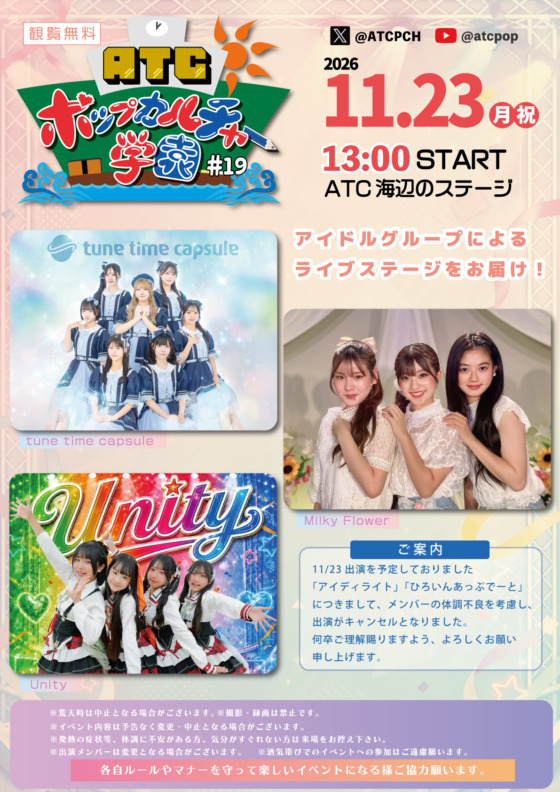 観覧無料
ATC
ポップカルチャー
学園 #19
@ATCPCH
@atcpop
2026
11.23 月祝
13:00 START
ATC 海辺のステージ
アイドルグループによる
ライブステージをお届け！
tune time capsule
tune time capsule
Milky Flower
Unity
Unity
ご案内
11/23 出演を予定しておりました
「アイディライト」「ひろいんあっぷでーと」
につきまして、メンバーの体調不良を考慮し、
出演がキャンセルとなりました。
何卒ご理解賜りますよう、よろしくお願い
申し上げます。
※荒天時は中止となる場合がございます。※撮影・録画は禁止です。
※イベント内容は予告なく変更・中止となる場合がございます。
※発熱の症状等、体調に不安がある方、気分がすぐれない方は来場をお控え下さい。
※出演メンバーは変更となる場合がございます。 ※酒気帯びでのイベントへの参加はご遠慮願います。
各自ルールやマナーを守って楽しいイベントになる様ご協力願います。